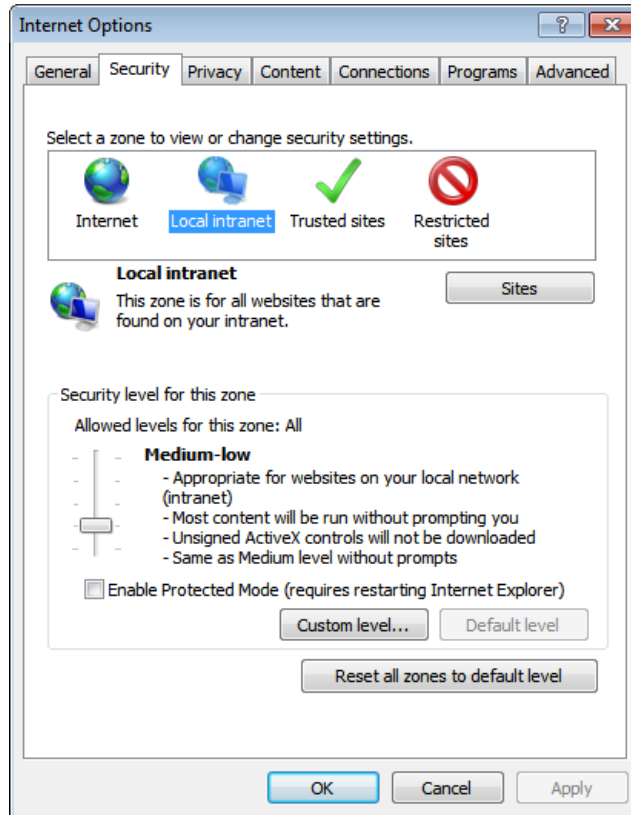 Internet Options
General Security Privacy Content Connections Programs Advanced
Select a zone to view or change security settings.
Internet Local intranet Trusted sites Restricted
sites
Local intranet
This zone is for all websites that are
found on your intranet.
Sites
Security level for this zone
Allowed levels for this zone: All
Medium-low
- Appropriate for websites on your local network
(intranet)
- Most content will be run without prompting you
- Unsigned ActiveX controls will not be downloaded
- Same as Medium level without prompts
Enable Protected Mode (requires restarting Internet Explorer)
Custom level... Default level
Reset all zones to default level
OK Cancel Apply